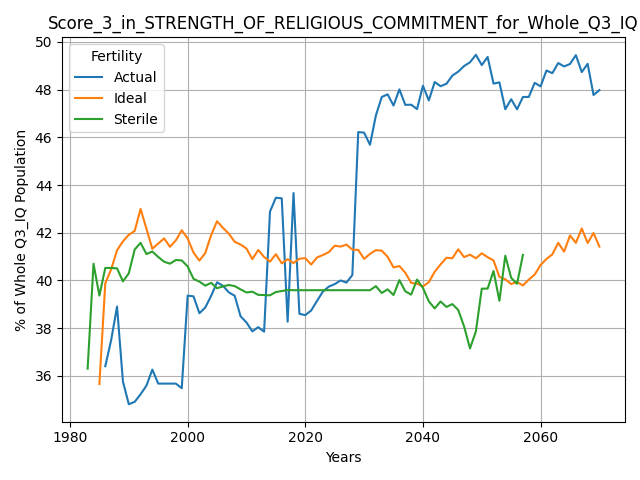 Score_3_in_STRENGTH_OF_RELIGIOUS_COMMITMENT_for_Whole_Q3_IQ
50
48
46
44
42
40
38
36
% of Whole Q3_IQ Population
Fertility
Actual
Ideal
Sterile
1980
2000
2020
2040
2060
Years